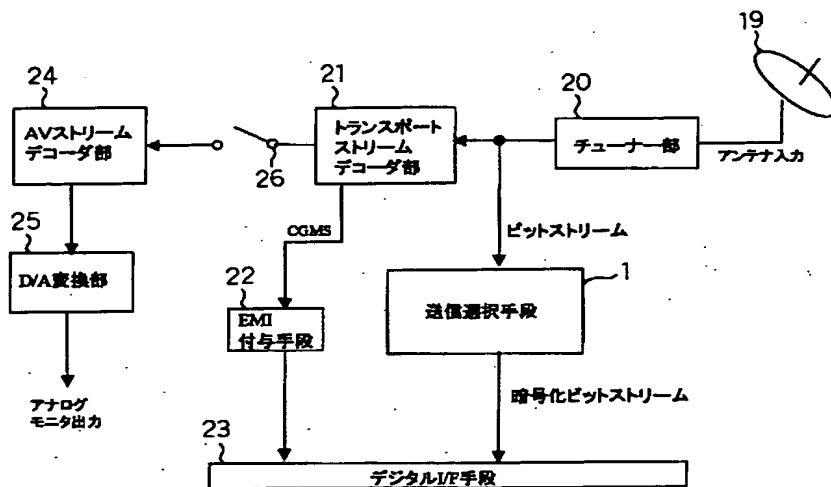 19
24
21
20
AVストリーム
デコーダ部
トランスポート
ストリーム
デコーダ部
チューナー部
アンテナ入力
26
25
CGMS
ビットストリーム
1
D/A変換部
22
EMI
付与手段
送信選択手段
アナログ
モニタ出力
暗号化ビットストリーム
23
デジタルI/F手段